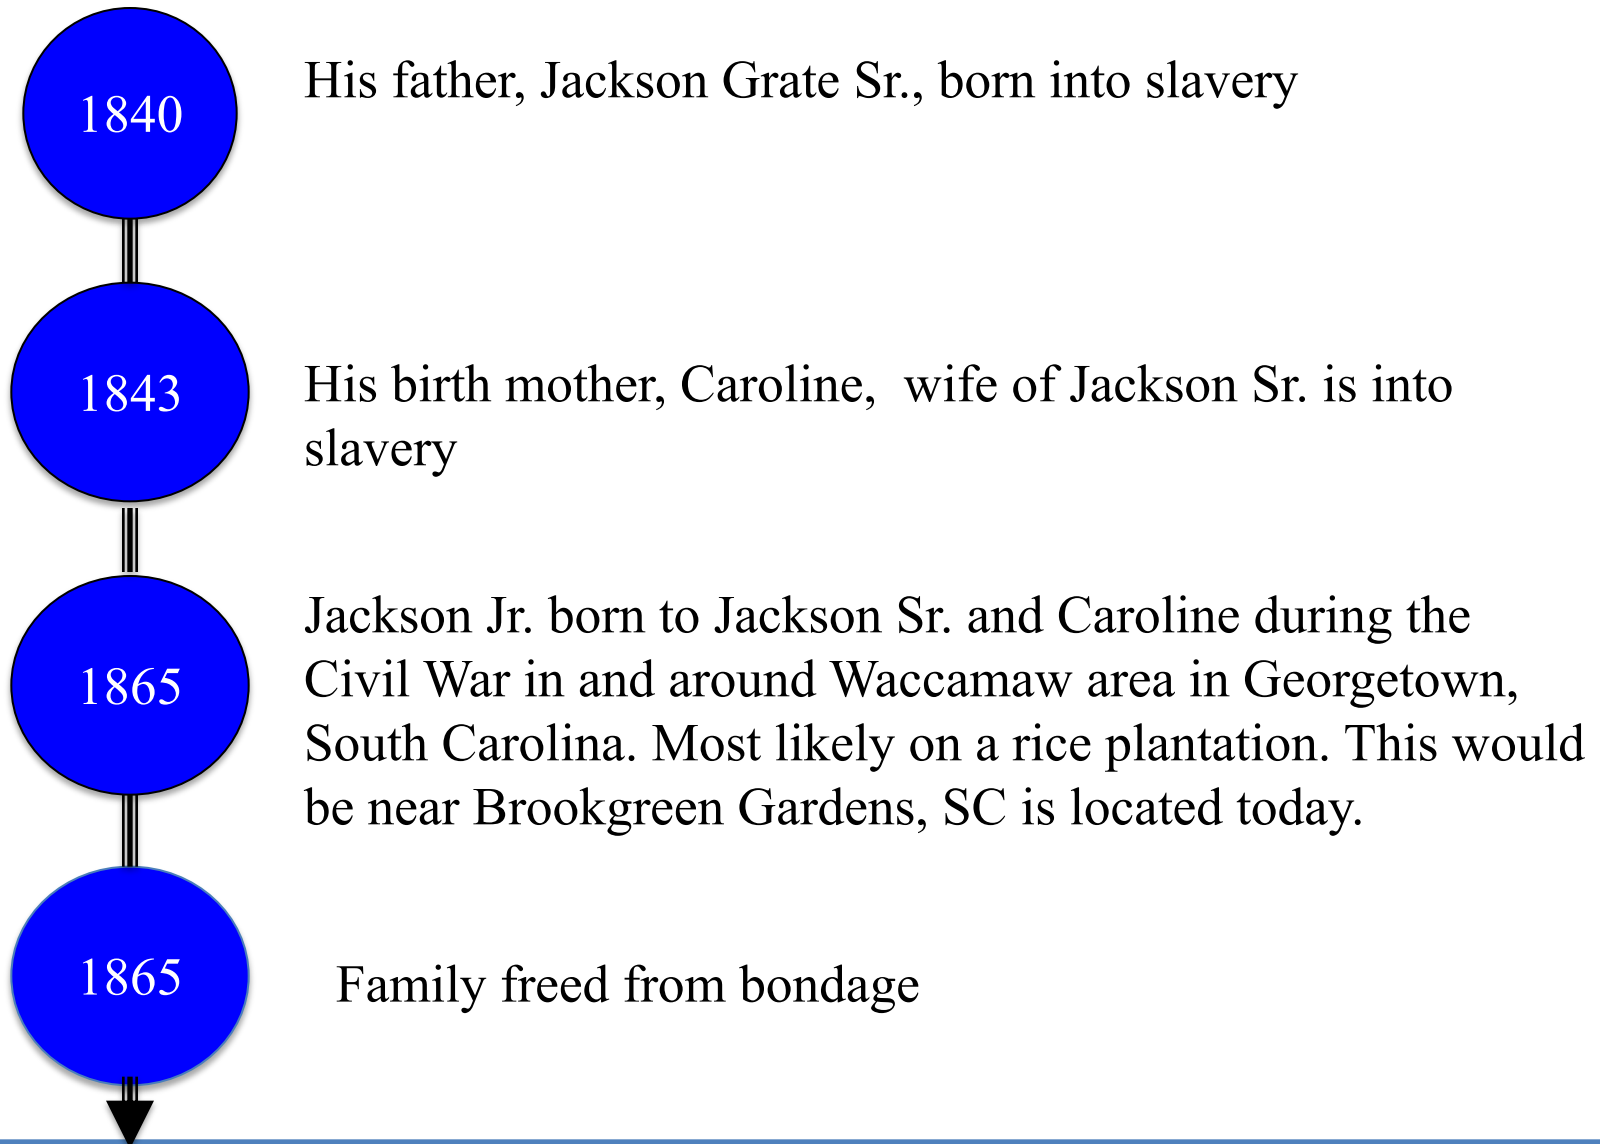 1840
His father, Jackson Grate Sr., born into slavery
1843
His birth mother, Caroline,  wife of Jackson Sr. is into
slavery
1865
Jackson Jr. born to Jackson Sr. and Caroline during the
Civil War in and around Waccamaw area in Georgetown,
South Carolina. Most likely on a rice plantation. This would
be near Brookgreen Gardens, SC is located today.
1865
Family freed from bondage